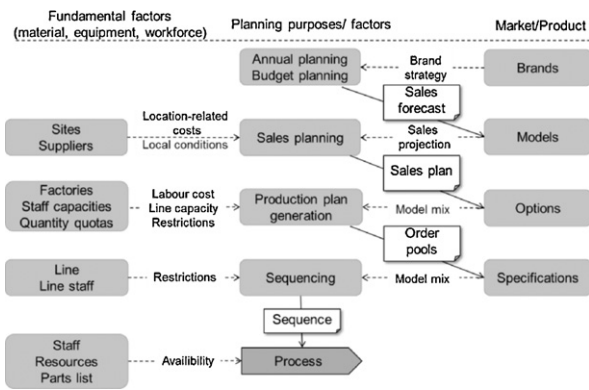 Fundamental factors
(material, equipment, workforce)
Planning purposes/ factors
Market/Product
Annual planning
Budget planning
Brand
strategy
Brands
Sales
forecast
Sites
Suppliers
Location-related
costs
Local conditions
Sales planning
Sales
projection
Models
Sales plan
Factories
Staff capacities
Quantity quotas
Labour cost
Line capacity
Restrictions
Production plan
generation
Model mix
Options
Order
pools
Line
Line staff
Restrictions
Sequencing
Model mix
Specifications
Sequence
Staff
Resources
Parts list
Availibility
Process